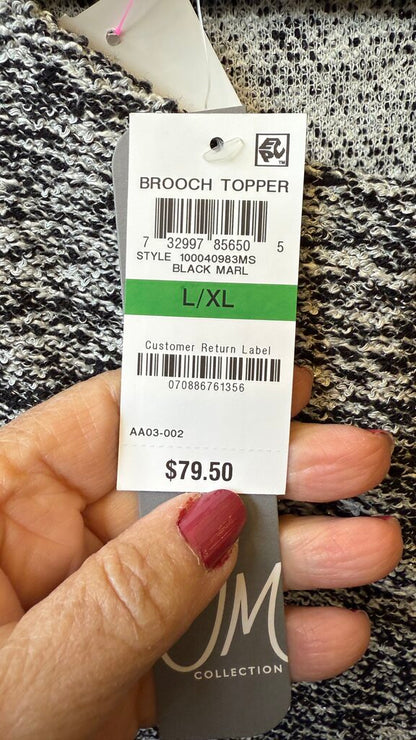 BROOCH TOPPER
7 32997 85650 5
STYLE 100040983MS
BLACK MARL
L/XL
Customer Return Label
070886761356
AA03-002
$79.50
JM
COLLECTION